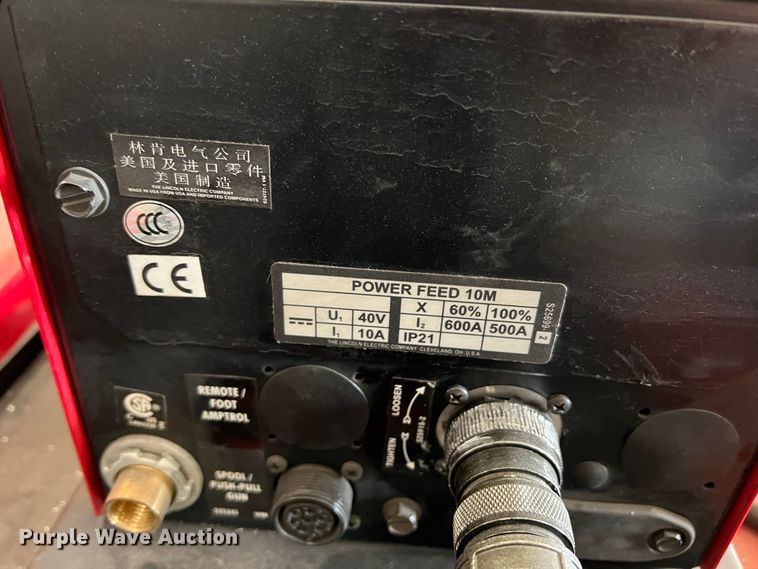 林肯电气公司
美国及进口零件
美国制造
THE LINCOLN ELECTRIC COMPANY
MADE IN USA FROM USA AND IMPORTED COMPONENTS
CCC
CE
POWER FEED 10M
U₁ 40V X 60% 100%
I₁ 10A I₂ 600A 500A
IP21
THE LINCOLN ELECTRIC COMPANY CLEVELAND, OH. U.S.A
2
REMOTE /
FOOT
AMPTROL
LOOSEN
TIGHTEN
SPOOL /
PUSH-PULL
GUN
Purple Wave Auction